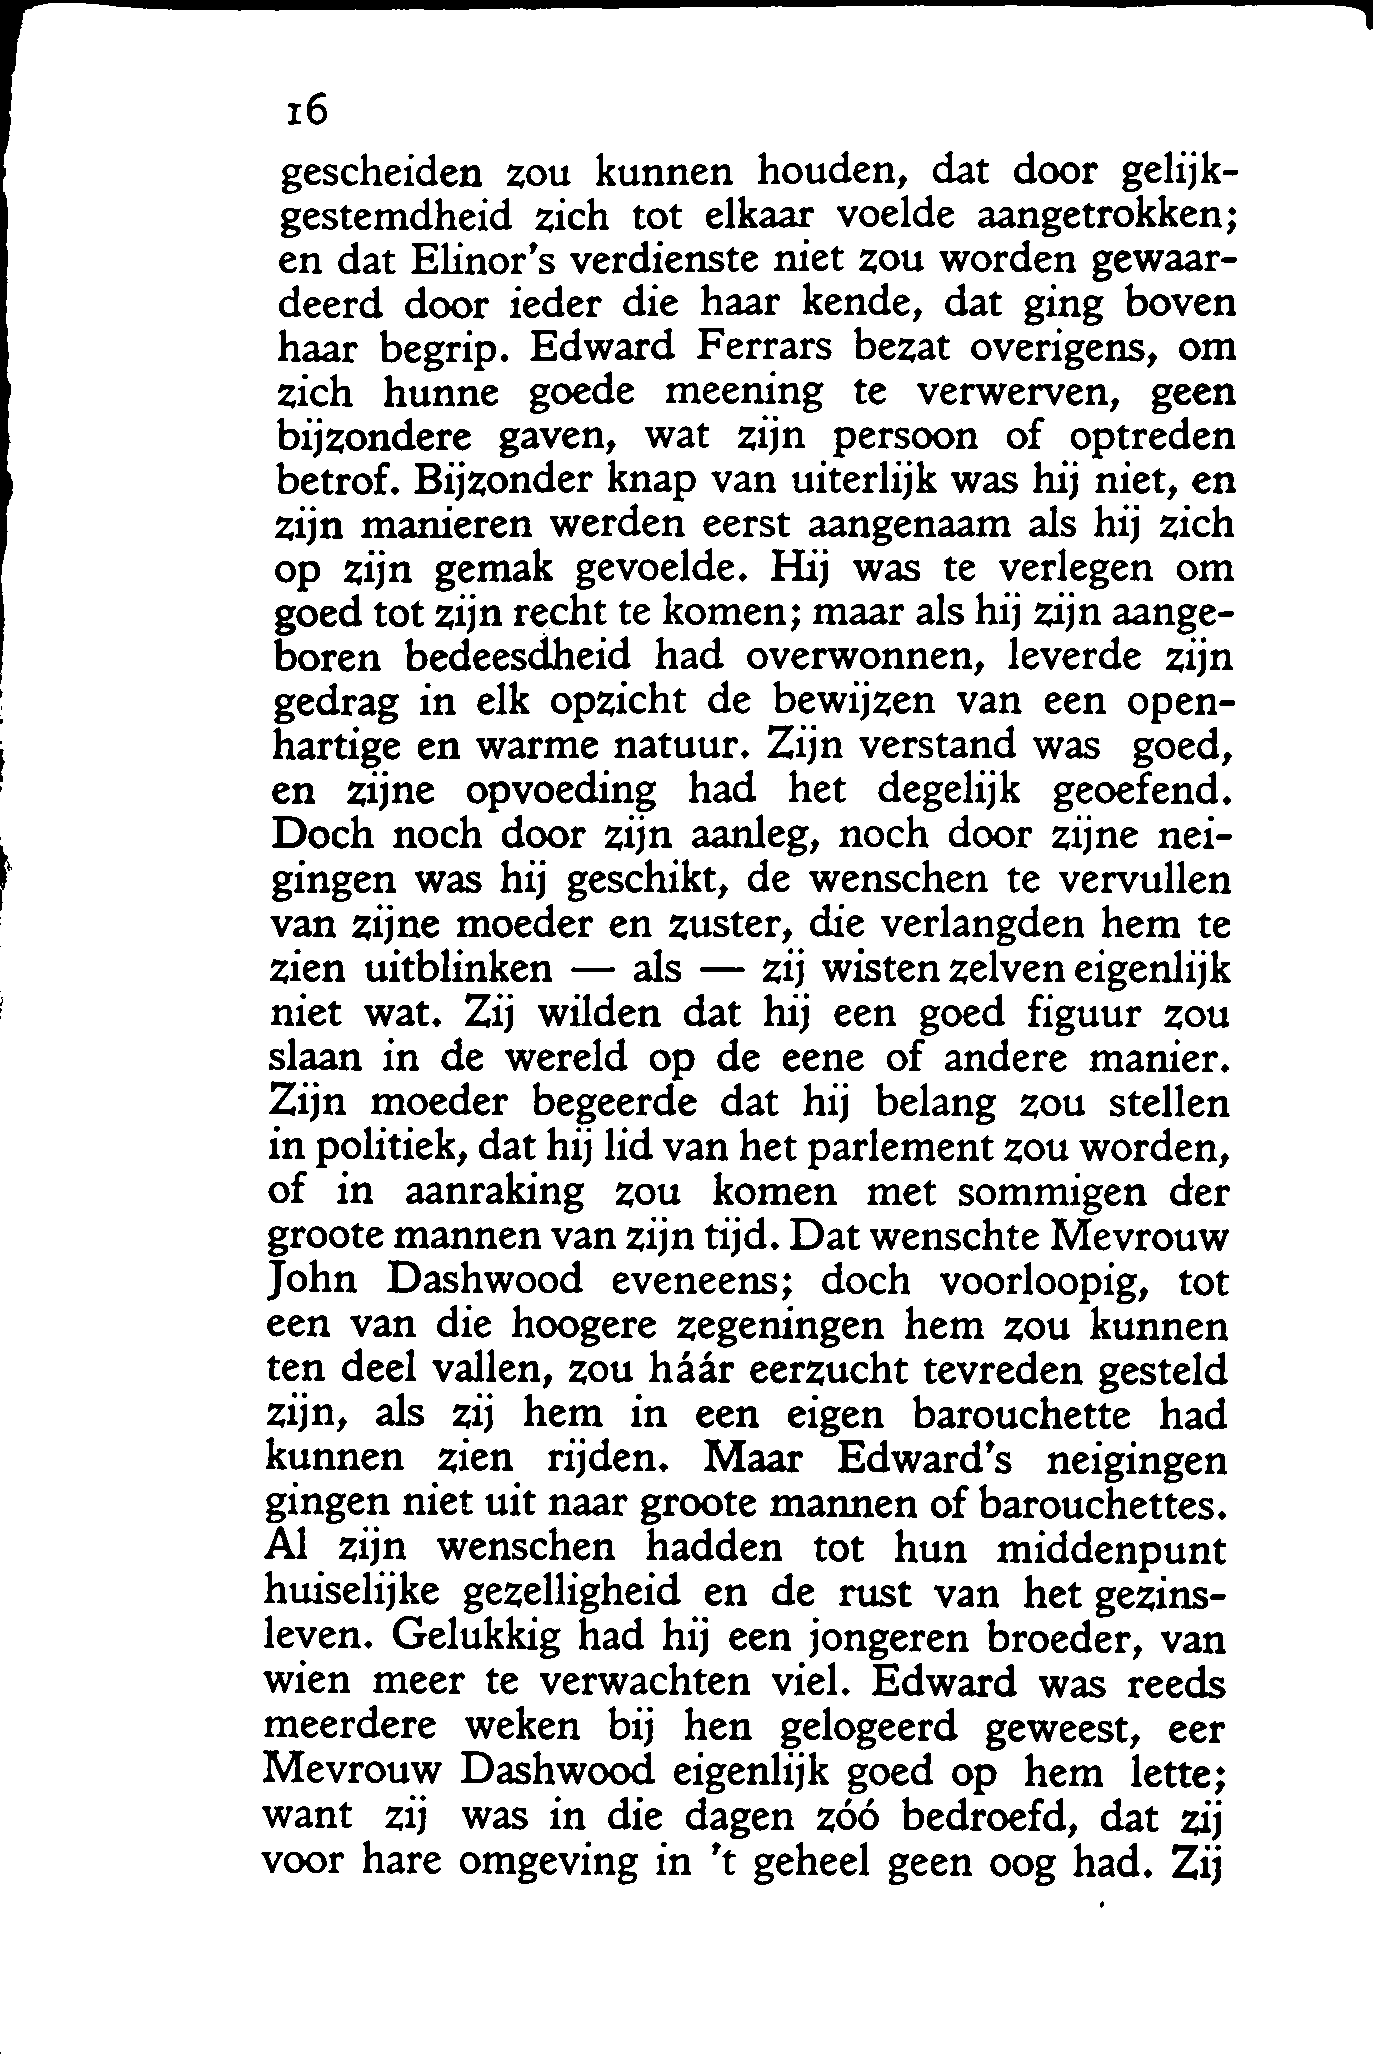 16
gescheiden zou kunnen houden, dat door gelijk-
gestemdheid zich tot elkaar voelde aangetrokken;
en dat Elinor's verdienste niet zou worden gewaar-
deerd door ieder die haar kende, dat ging boven
haar begrip. Edward Ferrars bezat overigens, om
zich hunne goede meening te verwerven, geen
bijzondere gaven, wat zijn persoon of optreden
betrof. Bijzonder knap van uiterlijk was hij niet, en
zijn manieren werden eerst aangenaam als hij zich
op zijn gemak gevoelde. Hij was te verlegen om
goed tot zijn recht te komen; maar als hij zijn aange-
boren bedeesdheid had overwonnen, leverde zijn
gedrag in elk opzicht de bewijzen van een open-
hartige en warme natuur. Zijn verstand was goed,
en zijne opvoeding had het degelijk geoefend.
Doch noch door zijn aanleg, noch door zijne nei-
gingen was hij geschikt, de wenschen te vervullen
van zijne moeder en zuster, die verlangden hem te
zien uitblinken — als — zij wisten zelven eigenlijk
niet wat. Zij wilden dat hij een goed figuur zou
slaan in de wereld op de eene of andere manier.
Zijn moeder begeerde dat hij belang zou stellen
in politiek, dat hij lid van het parlement zou worden,
of in aanraking zou komen met sommigen der
groote mannen van zijn tijd. Dat wenschte Mevrouw
John Dashwood eveneens; doch voorloopig, tot
een van die hoogere zegeningen hem zou kunnen
ten deel vallen, zou háár eerzucht tevreden gesteld
zijn, als zij hem in een eigen barouchette had
kunnen zien rijden. Maar Edward's neigingen
gingen niet uit naar groote mannen of barouchettes.
Al zijn wenschen hadden tot hun middenpunt
huiselijke gezelligheid en de rust van het gezins-
leven. Gelukkig had hij een jongeren broeder, van
wien meer te verwachten viel. Edward was reeds
meerdere weken bij hen gelogeerd geweest, eer
Mevrouw Dashwood eigenlijk goed op hem lette;
want zij was in die dagen zóó bedroefd, dat zij
voor hare omgeving in 't geheel geen oog had. Zij